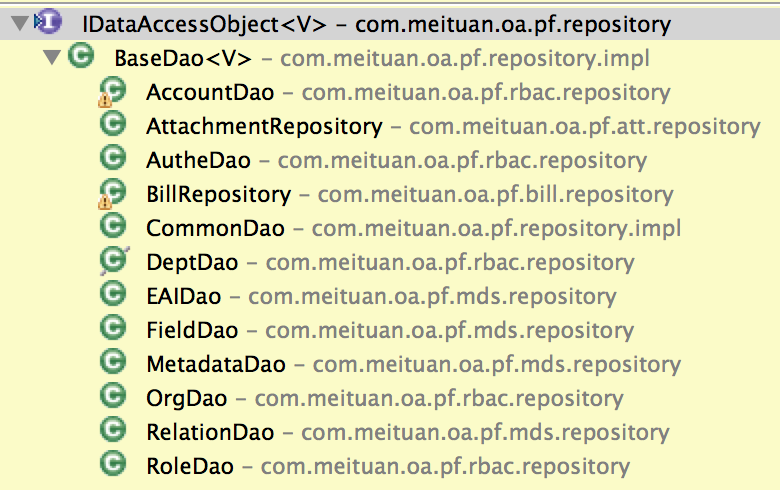 IDataAccessObject<V> – com.meituan.oa.pf.repository
BaseDao<V> – com.meituan.oa.pf.repository.impl
AccountDao – com.meituan.oa.pf.rbac.repository
AttachmentRepository – com.meituan.oa.pf.att.repository
AutheDao – com.meituan.oa.pf.rbac.repository
BillRepository – com.meituan.oa.pf.bill.repository
CommonDao – com.meituan.oa.pf.repository.impl
DeptDao – com.meituan.oa.pf.rbac.repository
EAIDao – com.meituan.oa.pf.mds.repository
FieldDao – com.meituan.oa.pf.mds.repository
MetadataDao – com.meituan.oa.pf.mds.repository
OrgDao – com.meituan.oa.pf.rbac.repository
RelationDao – com.meituan.oa.pf.mds.repository
RoleDao – com.meituan.oa.pf.rbac.repository